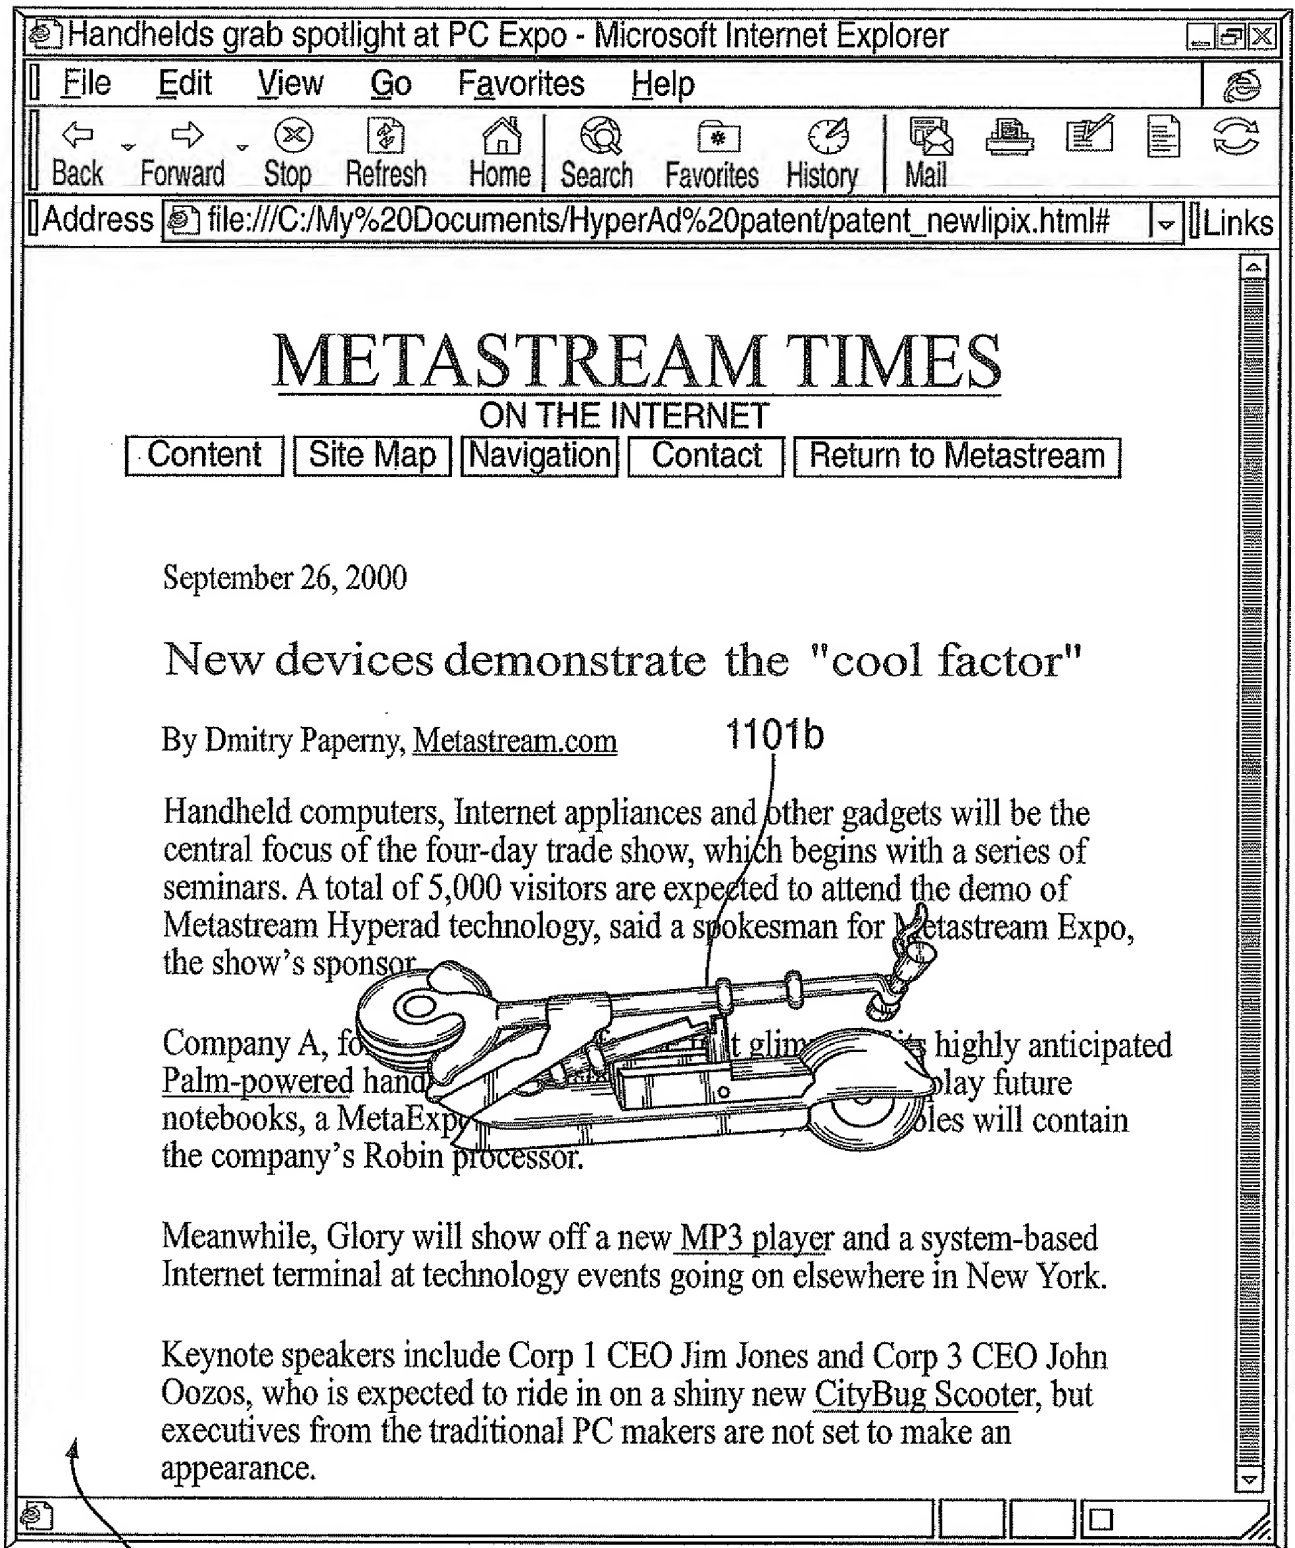 Handhelds grab spotlight at PC Expo - Microsoft Internet Explorer
File Edit View Go Favorites Help
Back Forward Stop Refresh Home Search Favorites History Mail
Address file:///C:/My%20Documents/HyperAd%20patent/patent_newlipix.html# Links
METASTREAM TIMES
ON THE INTERNET
Content Site Map Navigation Contact Return to Metastream
September 26, 2000
New devices demonstrate the "cool factor"
By Dmitry Paperny, Metastream.com
1101b
Handheld computers, Internet appliances and other gadgets will be the
central focus of the four-day trade show, which begins with a series of
seminars. A total of 5,000 visitors are expected to attend the demo of
Metastream Hyperad technology, said a spokesman for Metastream Expo,
the show's sponsor
Company A, highly anticipated
Palm-powered future
notebooks, a will contain
the company's Robin processor.
Meanwhile, Glory will show off a new MP3 player and a system-based
Internet terminal at technology events going on elsewhere in New York.
Keynote speakers include Corp 1 CEO Jim Jones and Corp 3 CEO John
Oozos, who is expected to ride in on a shiny new CityBug Scooter, but
executives from the traditional PC makers are not set to make an
appearance.